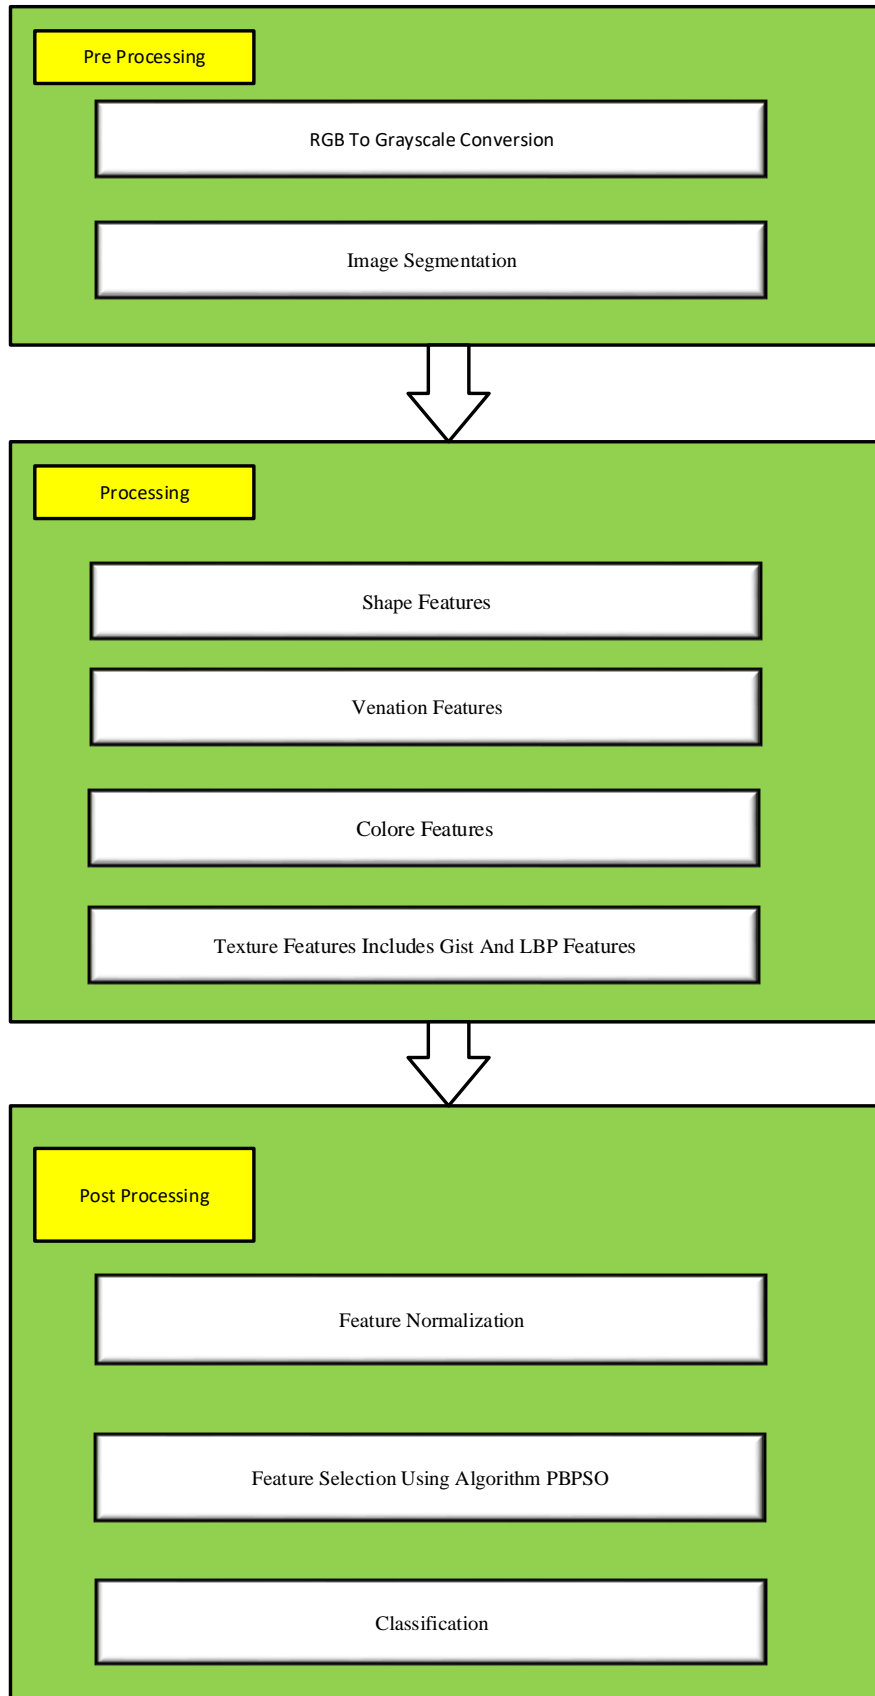 Pre Processing
RGB To Grayscale Conversion
Image Segmentation
Processing
Shape Features
Venation Features
Colore Features
Texture Features Includes Gist And LBP Features
Post Processing
Feature Normalization
Feature Selection Using Algorithm PBPSO
Classification